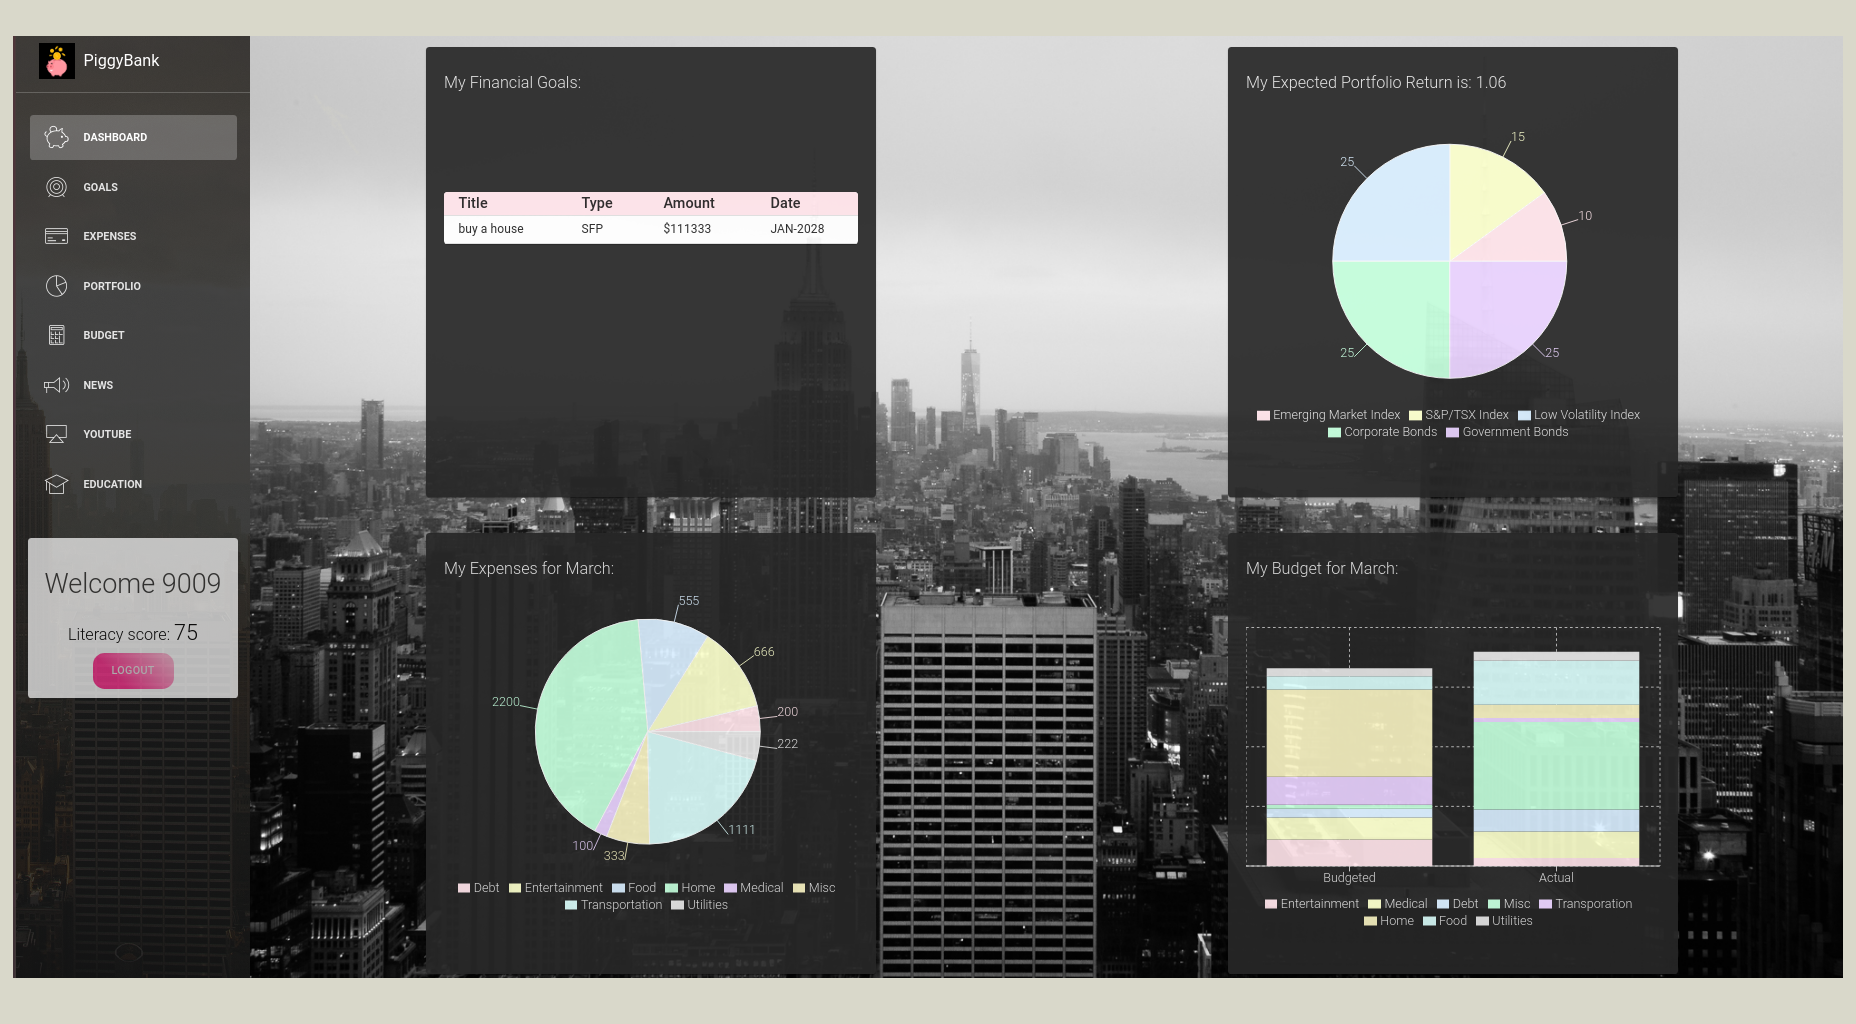 PiggyBank
DASHBOARD
GOALS
EXPENSES
PORTFOLIO
BUDGET
NEWS
YOUTUBE
EDUCATION
Welcome 9009
Literacy score: 75
LOGOUT
My Financial Goals:
Title Type Amount Date
buy a house SFP $111333 JAN-2028
My Expected Portfolio Return is: 1.06
15
25
10
25
25
Emerging Market Index S&P/TSX Index Low Volatility Index
Corporate Bonds Government Bonds
My Expenses for March:
555
666
2200
200
222
1111
100
333
Debt Entertainment Food Home Medical Misc
Transportation Utilities
My Budget for March:
Budgeted Actual
Entertainment Medical Debt Misc Transporation
Home Food Utilities